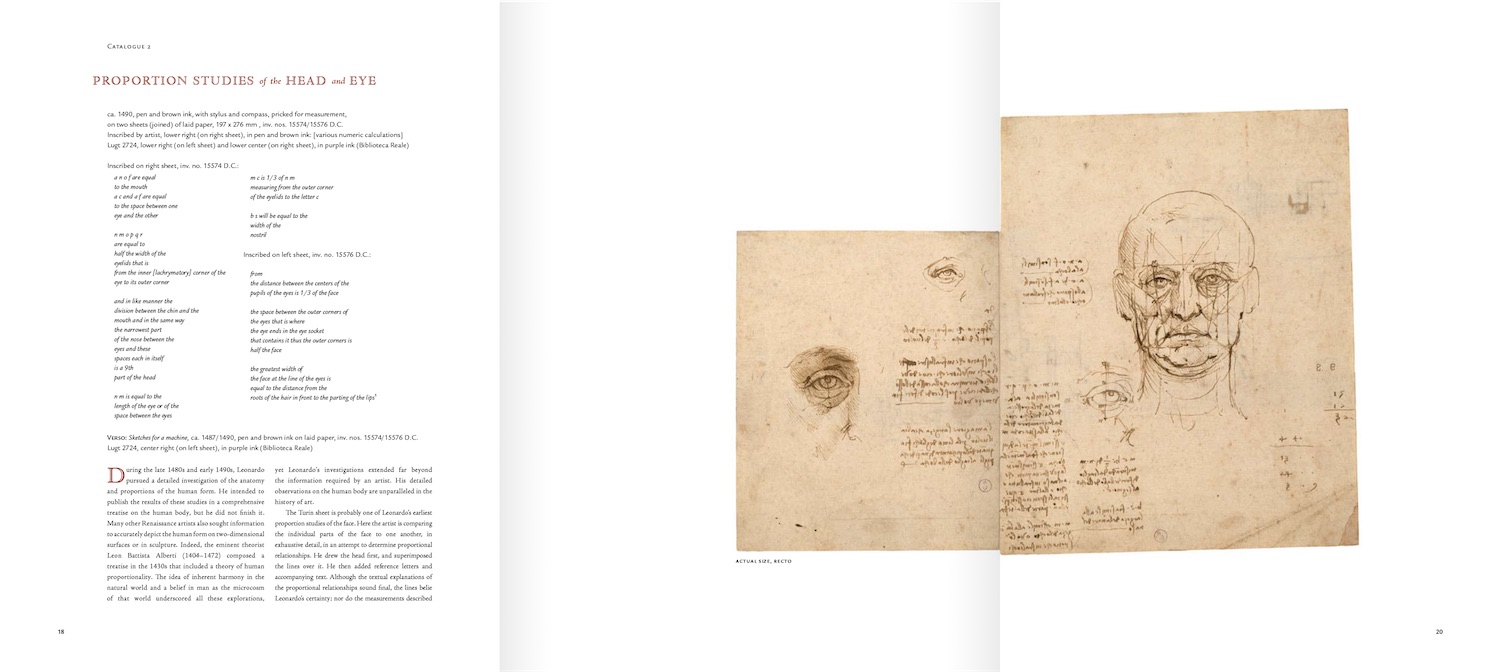 Catalogue 2
PROPORTION STUDIES of the HEAD and EYE
ca. 1490, pen and brown ink, with stylus and compass, pricked for measurement,
on two sheets (joined) of laid paper, 197 x 276 mm , inv. nos. 15574/15576 D.C.
Inscribed by artist, lower right (on right sheet), in pen and brown ink: [various numeric calculations]
Lugt 2724, lower right (on left sheet) and lower center (on right sheet), in purple ink (Biblioteca Reale)
Inscribed on right sheet, inv. no. 15574 D.C.:
a n o f are equal
to the mouth
a c and a f are equal
to the space between one
eye and the other
n m o p q r
are equal to
half the width of the
eyelids that is
from the inner [lachrymatory] corner of the
eye to its outer corner
and in like manner the
division between the chin and the
mouth and in the same way
the narrowest part
of the nose between the
eyes and these
spaces each in itself
is a 9th
part of the head
n m is equal to the
length of the eye or of the
space between the eyes
m c is 1/3 of n m
measuring from the outer corner
of the eyelids to the letter c
b s will be equal to the
width of the
nostril
Inscribed on left sheet, inv. no. 15576 D.C.:
from
the distance between the centers of the
pupils of the eyes is 1/3 of the face
the space between the outer corners of
the eyes that is where
the eye ends in the eye socket
that contains it thus the outer corners is
half the face
the greatest width of
the face at the line of the eyes is
equal to the distance from the
roots of the hair in front to the parting of the lips¹
Verso: Sketches for a machine, ca. 1487/1490, pen and brown ink on laid paper, inv. nos. 15574/15576 D.C.
Lugt 2724, center right (on left sheet), in purple ink (Biblioteca Reale)
During the late 1480s and early 1490s, Leonardo
pursued a detailed investigation of the anatomy
and proportions of the human form. He intended to
publish the results of these studies in a comprehensive
treatise on the human body, but he did not finish it.
Many other Renaissance artists also sought information
to accurately depict the human form on two-dimensional
surfaces or in sculpture. Indeed, the eminent theorist
Leon Battista Alberti (1404–1472) composed a
treatise in the 1430s that included a theory of human
proportionality. The idea of inherent harmony in the
natural world and a belief in man as the microcosm
of that world underscored all these explorations,
yet Leonardo's investigations extended far beyond
the information required by an artist. His detailed
observations on the human body are unparalleled in the
history of art.
The Turin sheet is probably one of Leonardo's earliest
proportion studies of the face. Here the artist is comparing
the individual parts of the face to one another, in
exhaustive detail, in an attempt to determine proportional
relationships. He drew the head first, and superimposed
the lines over it. He then added reference letters and
accompanying text. Although the textual explanations of
the proportional relationships sound final, the lines belie
Leonardo's certainty; nor do the measurements described
18
ACTUAL SIZE, RECTO
20